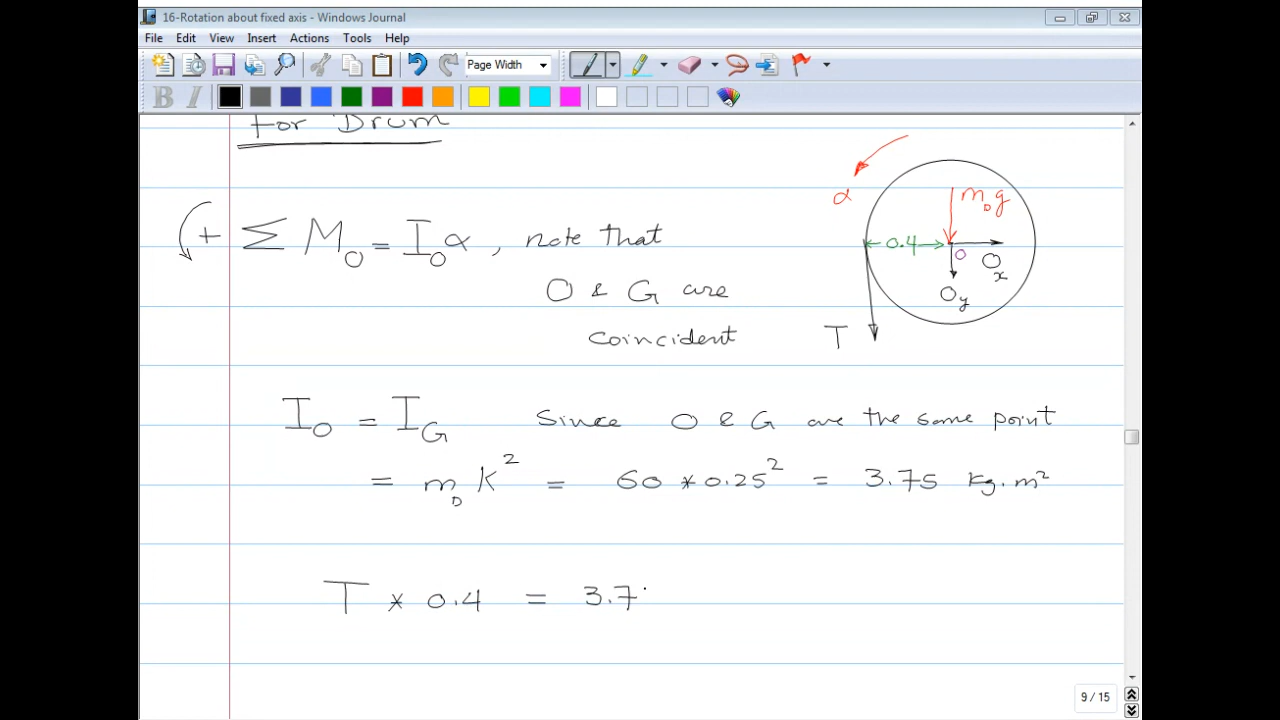 16-Rotation about fixed axis - Windows Journal
File Edit View Insert Actions Tools Help
Page Width
B I
For Drum
+ Σ M_O = I_O α , note that
O & G are
coincident
α
m_D g
0.4
O
O_x
O_y
T
I_O = I_G Since O & G are the same point
= m_D K² = 60 * 0.25² = 3.75 kg.m²
T * 0.4 = 3.7
9 / 15